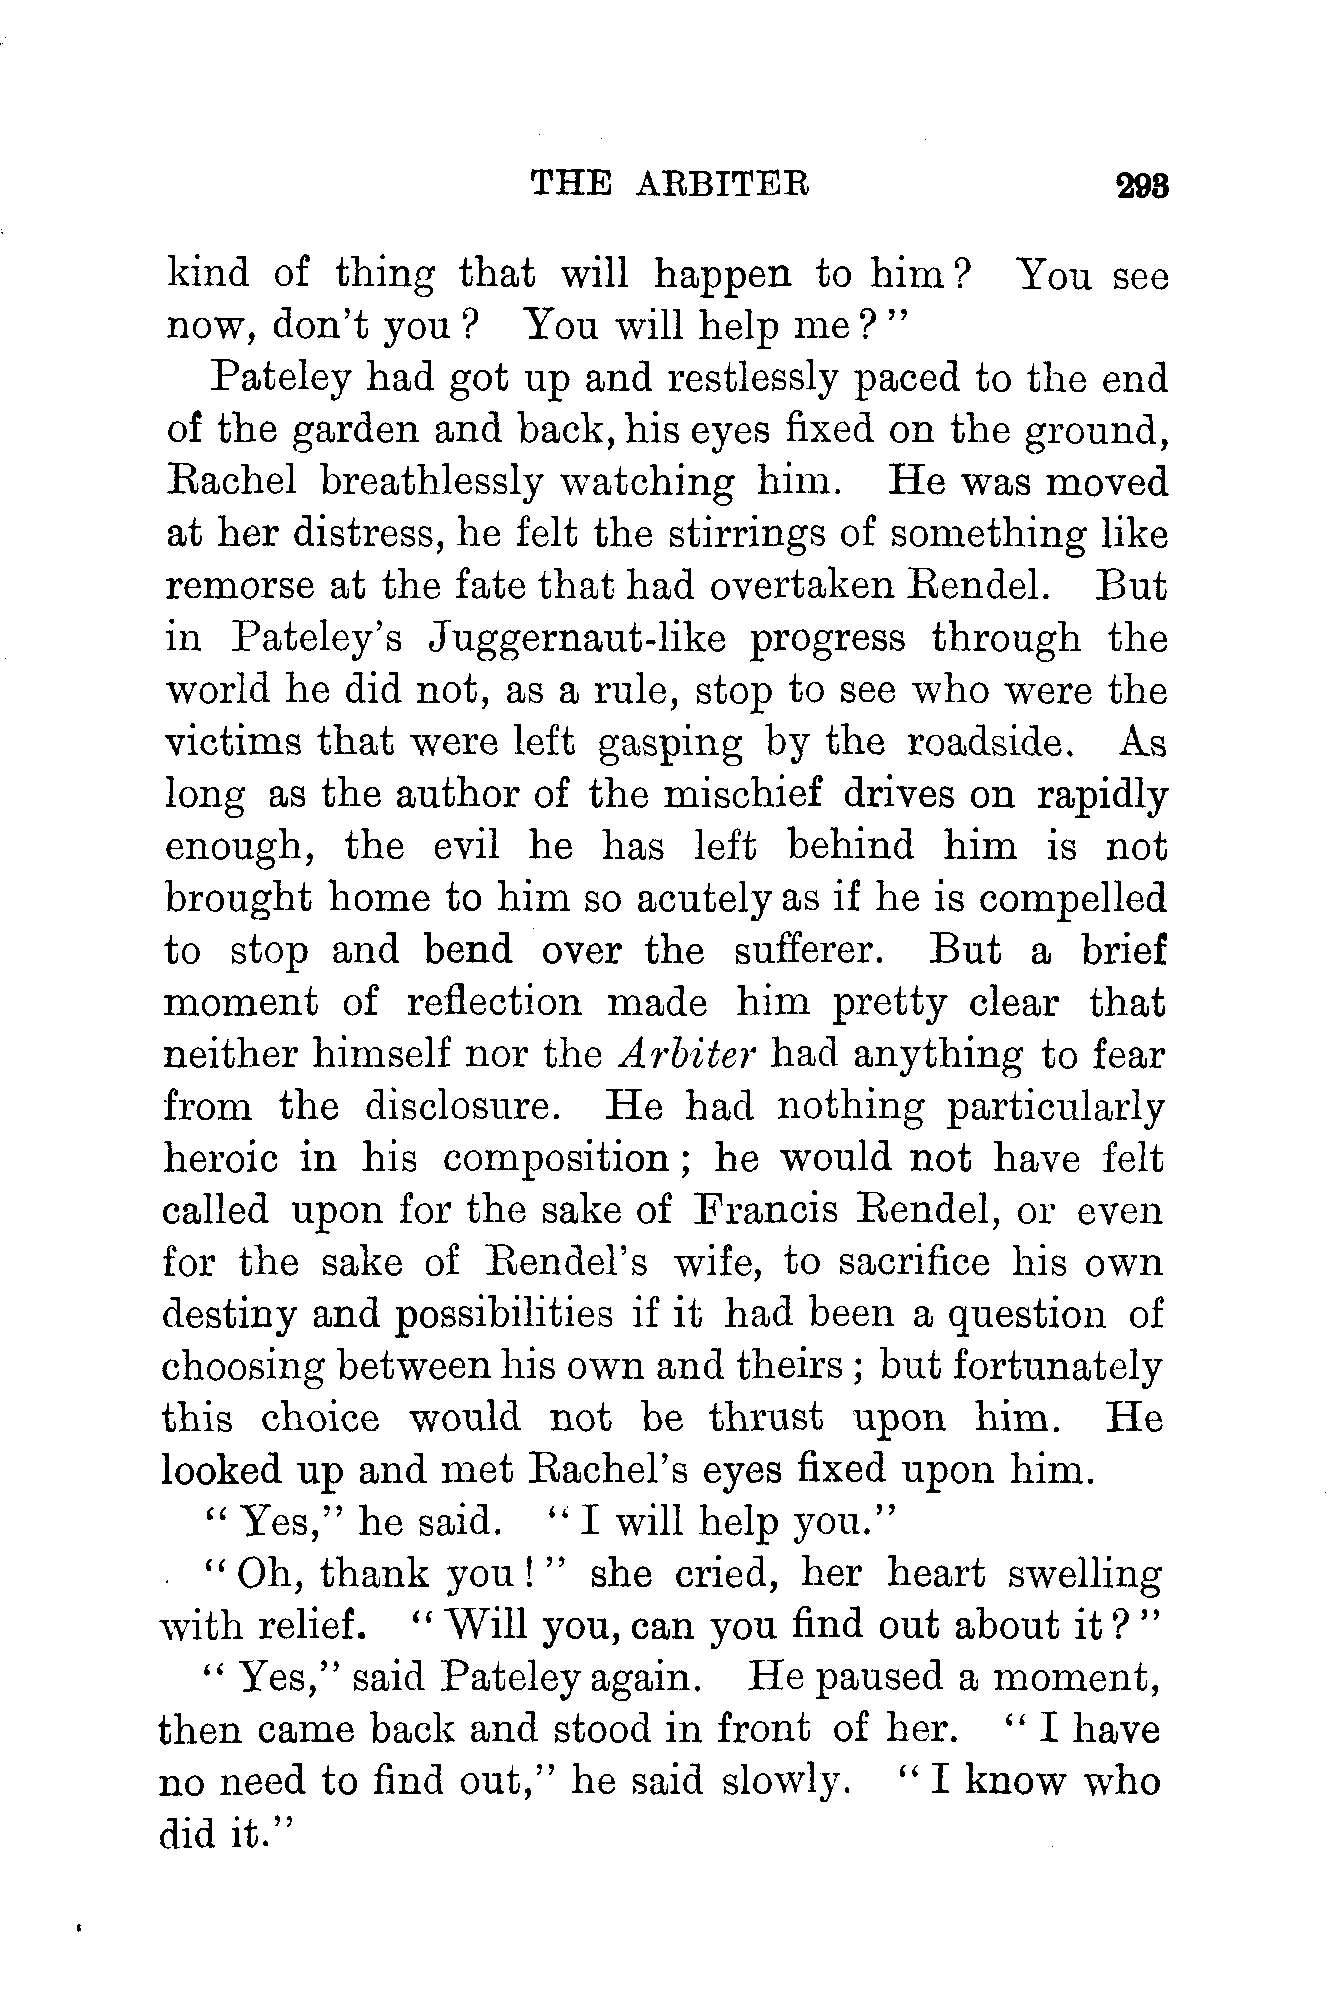 THE ARBITER 293
kind of thing that will happen to him? You see
now, don't you? You will help me?"
Pateley had got up and restlessly paced to the end
of the garden and back, his eyes fixed on the ground,
Rachel breathlessly watching him. He was moved
at her distress, he felt the stirrings of something like
remorse at the fate that had overtaken Rendel. But
in Pateley's Juggernaut-like progress through the
world he did not, as a rule, stop to see who were the
victims that were left gasping by the roadside. As
long as the author of the mischief drives on rapidly
enough, the evil he has left behind him is not
brought home to him so acutely as if he is compelled
to stop and bend over the sufferer. But a brief
moment of reflection made him pretty clear that
neither himself nor the Arbiter had anything to fear
from the disclosure. He had nothing particularly
heroic in his composition; he would not have felt
called upon for the sake of Francis Rendel, or even
for the sake of Rendel's wife, to sacrifice his own
destiny and possibilities if it had been a question of
choosing between his own and theirs; but fortunately
this choice would not be thrust upon him. He
looked up and met Rachel's eyes fixed upon him.
"Yes," he said. "I will help you."
"Oh, thank you!" she cried, her heart swelling
with relief. "Will you, can you find out about it?"
"Yes," said Pateley again. He paused a moment,
then came back and stood in front of her. "I have
no need to find out," he said slowly. "I know who
did it."